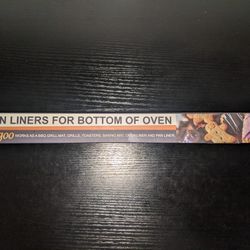 N LINERS FOR BOTTOM OF OVEN
goo WORKS AS A BBQ GRILL MAT, GRILLS, TOASTERS, BAKING MAT, OVEN LINER AND PAN LINER.